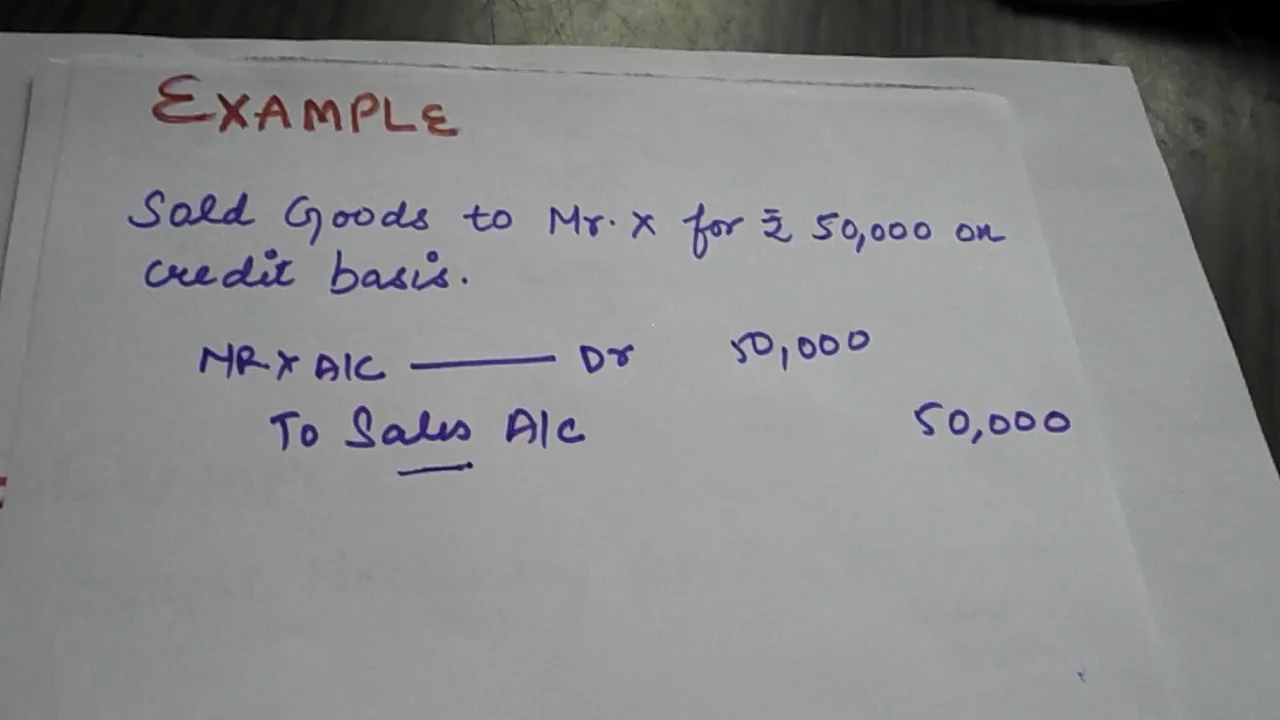 EXAMPLE
Sold Goods to Mr. X for ₹ 50,000 on
credit basis.
MR X A/C —— Dr 50,000
To Sales A/C 50,000